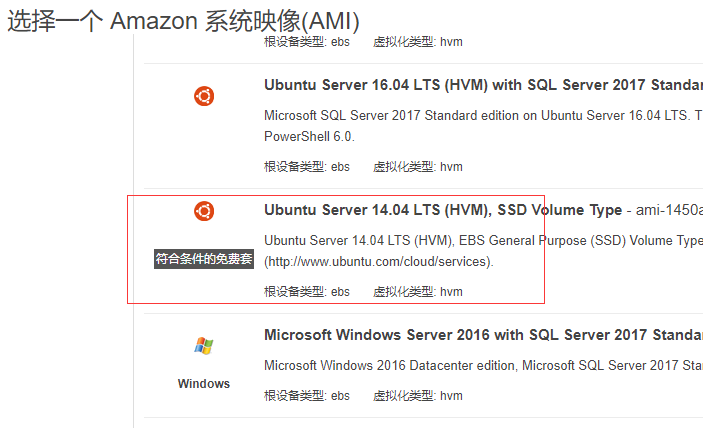 选择一个 Amazon 系统映像(AMI)
根设备类型: ebs 虚拟化类型: hvm
Ubuntu Server 16.04 LTS (HVM) with SQL Server 2017 Standar
Microsoft SQL Server 2017 Standard edition on Ubuntu Server 16.04 LTS. T
PowerShell 6.0.
根设备类型: ebs 虚拟化类型: hvm
Ubuntu Server 14.04 LTS (HVM), SSD Volume Type - ami-1450a
Ubuntu Server 14.04 LTS (HVM), EBS General Purpose (SSD) Volume Type
符合条件的免费套
(http://www.ubuntu.com/cloud/services).
根设备类型: ebs 虚拟化类型: hvm
Microsoft Windows Server 2016 with SQL Server 2017 Standa
Microsoft Windows 2016 Datacenter edition, Microsoft SQL Server 2017 Sta
Windows
根设备类型: ebs 虚拟化类型: hvm